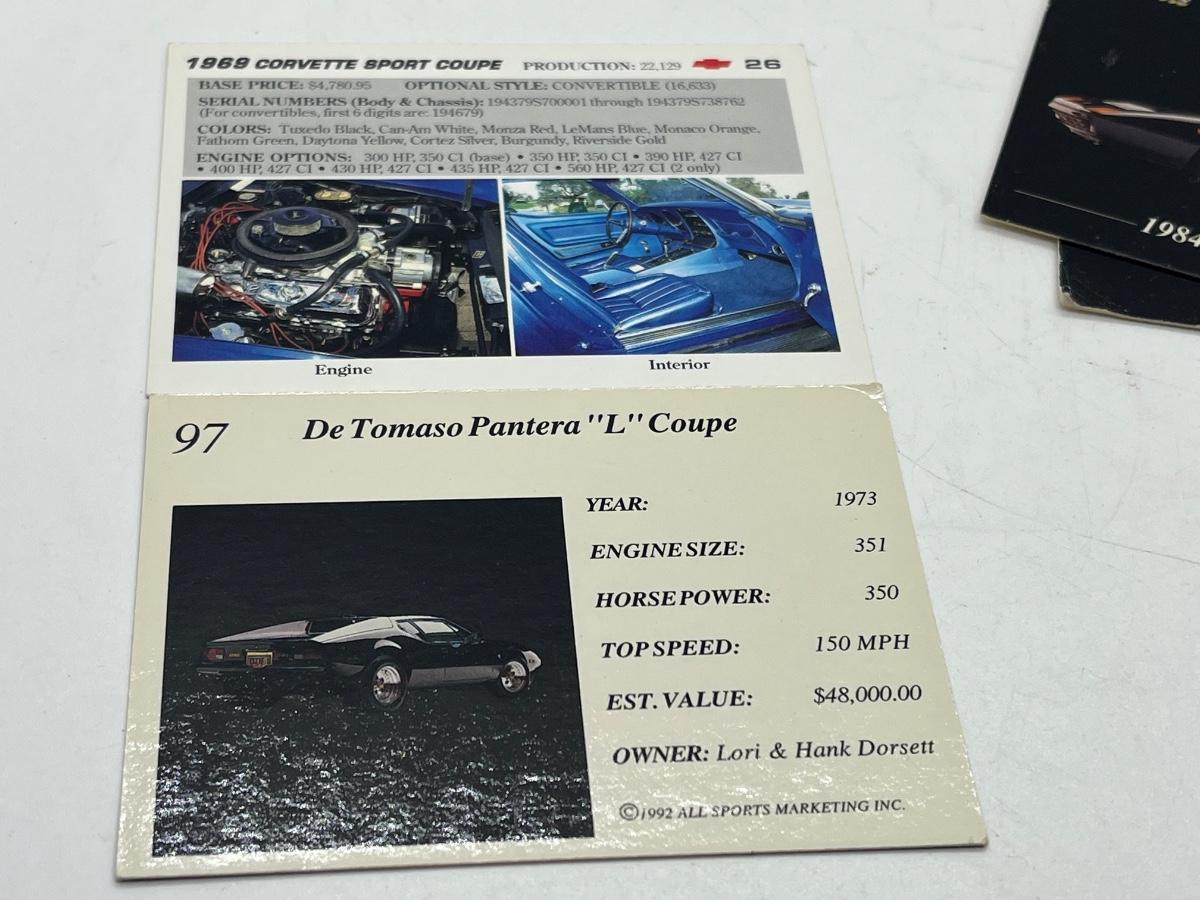 1969 CORVETTE SPORT COUPE PRODUCTION: 22,129 26
BASE PRICE: $4,780.95 OPTIONAL STYLE: CONVERTIBLE (16,633)
SERIAL NUMBERS (Body & Chassis): 194379S700001 through 194379S738762
(For convertibles, first 6 digits are: 194679)
COLORS: Tuxedo Black, Can-Am White, Monza Red, LeMans Blue, Monaco Orange,
Fathom Green, Daytona Yellow, Cortez Silver, Burgundy, Riverside Gold
ENGINE OPTIONS: 300 HP, 350 CI (base) • 350 HP, 350 CI • 390 HP, 427 CI
• 400 HP, 427 CI • 430 HP, 427 CI • 435 HP, 427 CI • 560 HP, 427 CI (2 only)
Engine Interior
97 De Tomaso Pantera "L" Coupe
YEAR: 1973
ENGINE SIZE: 351
HORSEPOWER: 350
TOP SPEED: 150 MPH
EST. VALUE: $48,000.00
OWNER: Lori & Hank Dorsett
©1992 ALL SPORTS MARKETING INC.
1984